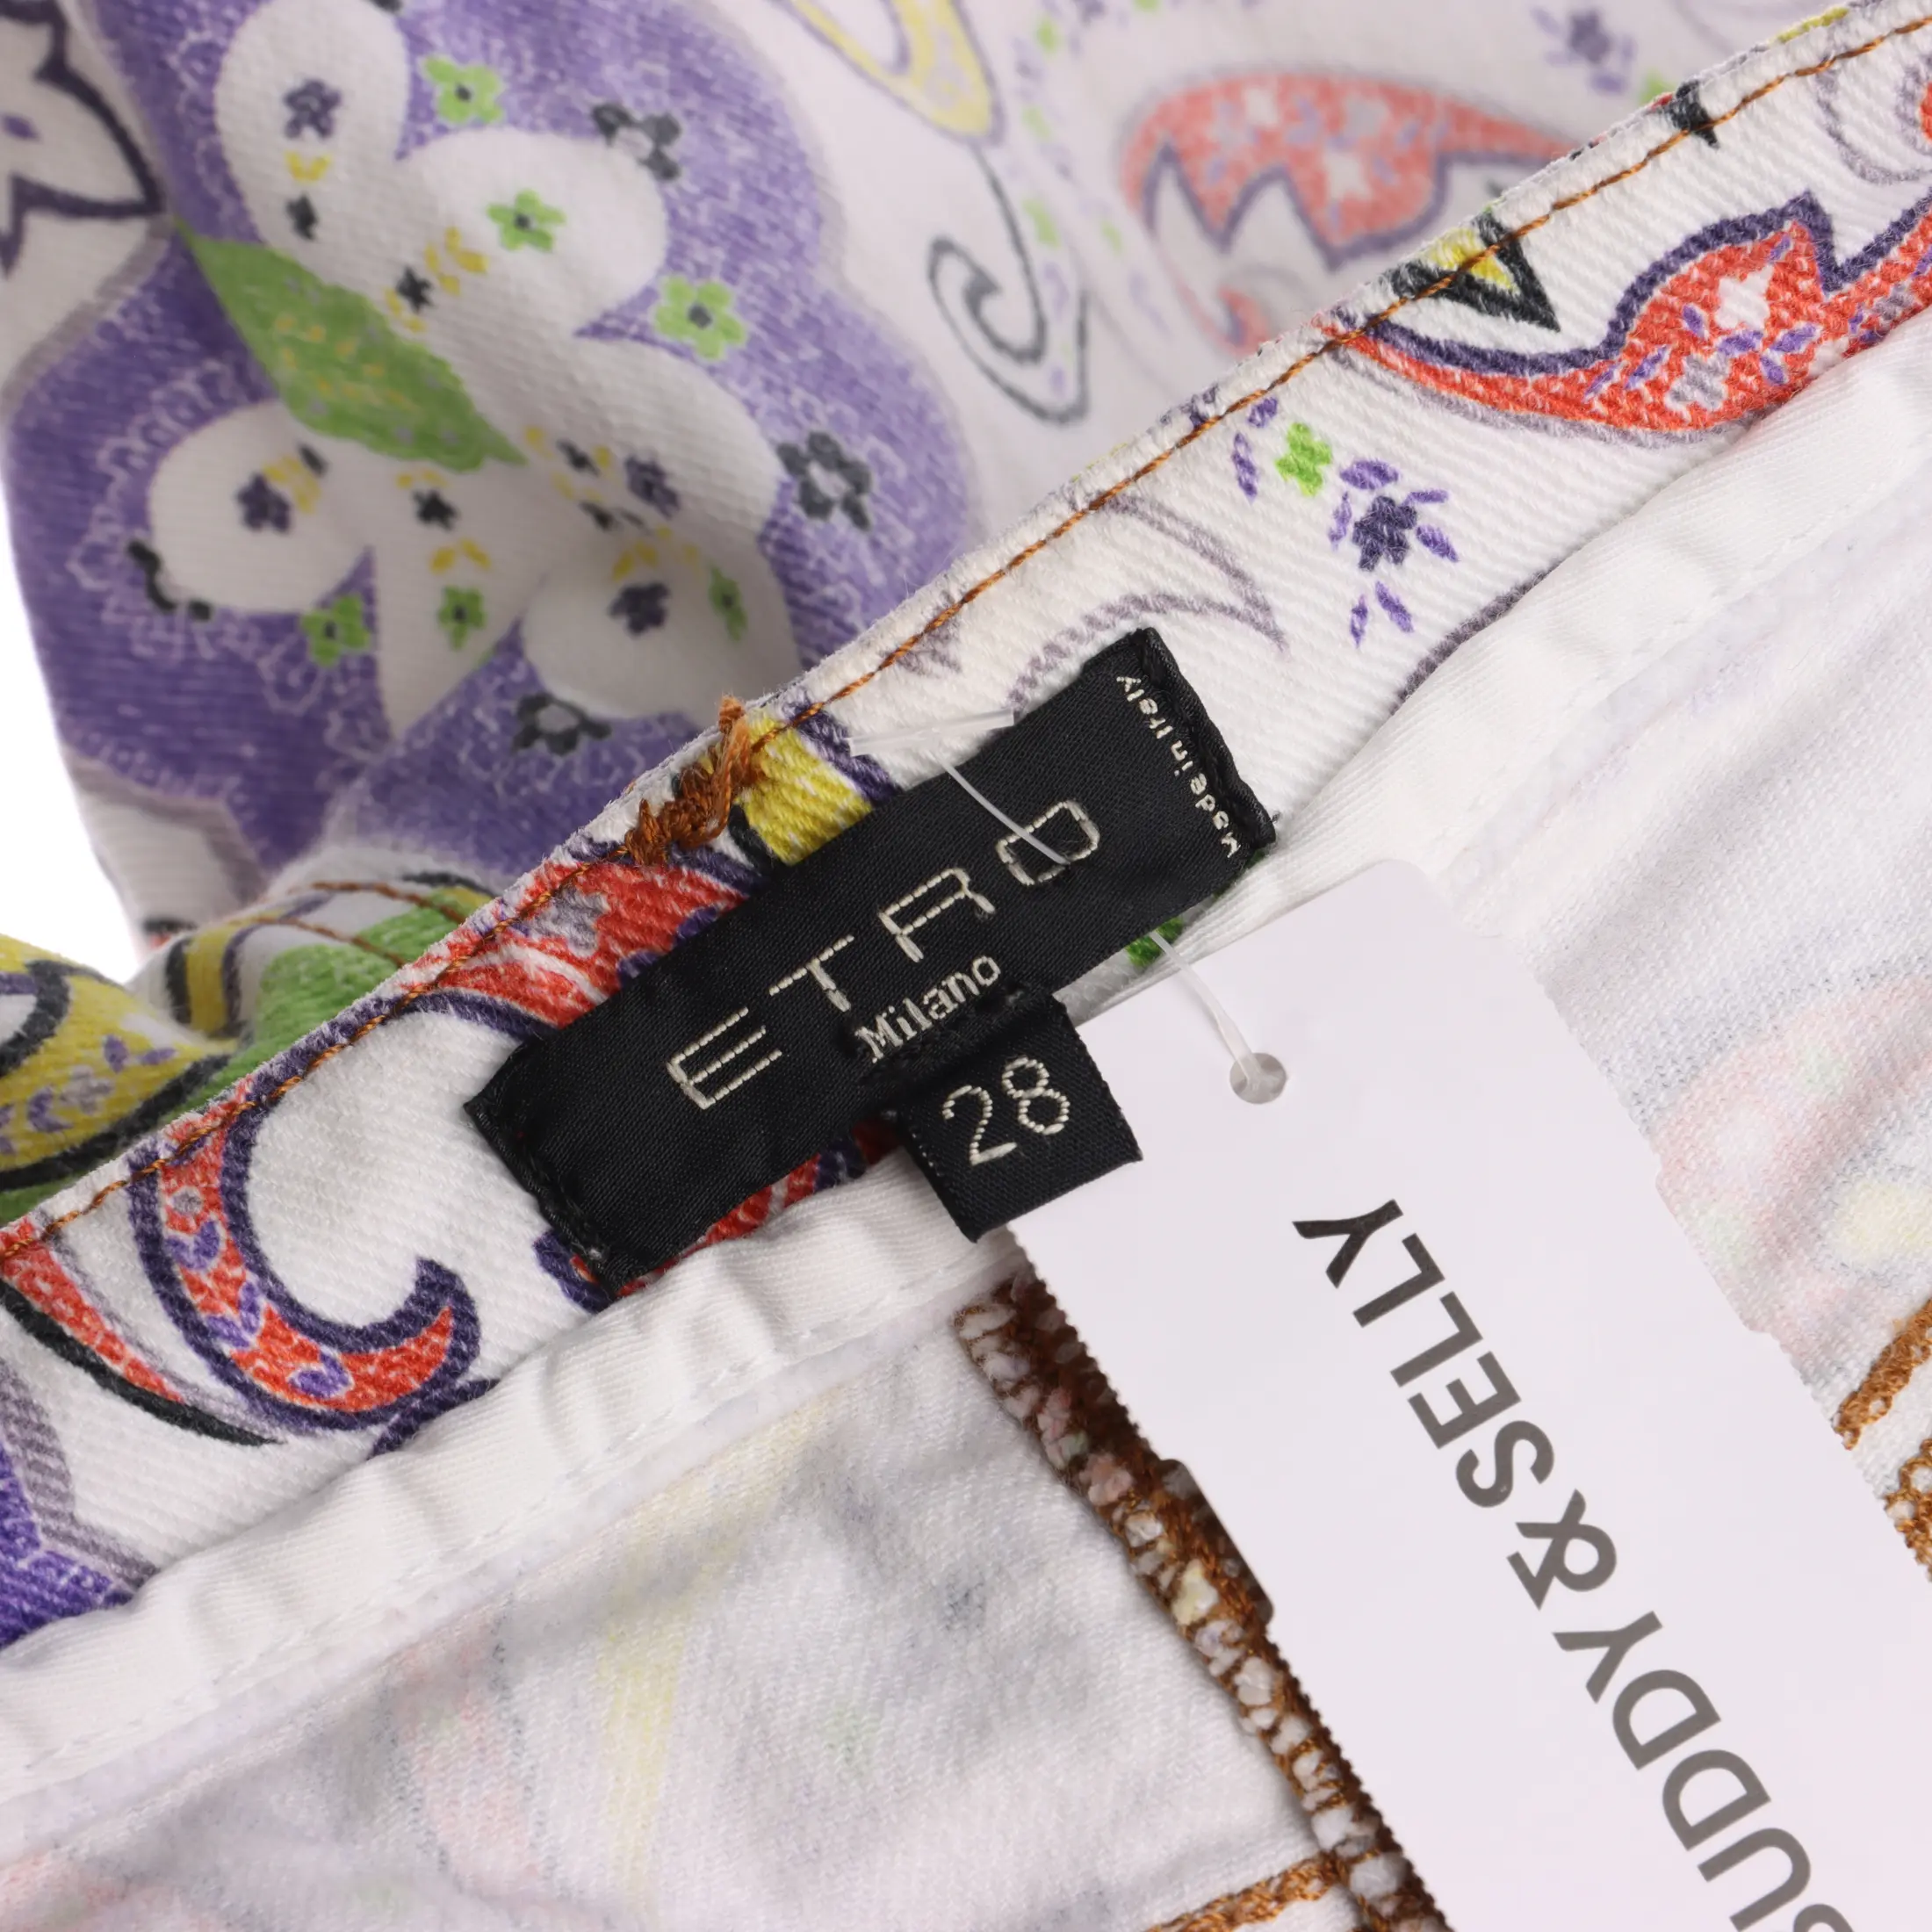 Made in Italy
ETRO
Milano
28
BUDDY&SELLY